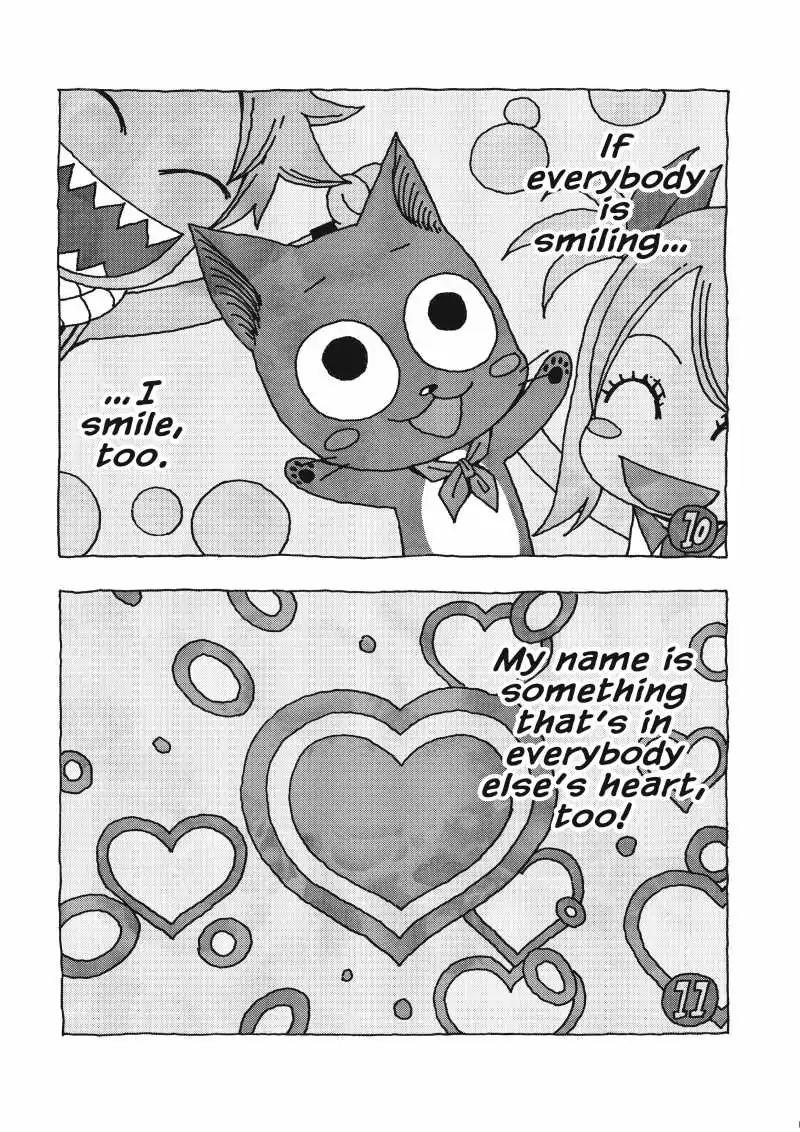 If
everybody
is
smiling...
...I
smile,
too.
10
My name is
something
that's in
everybody
else's heart,
too!
11